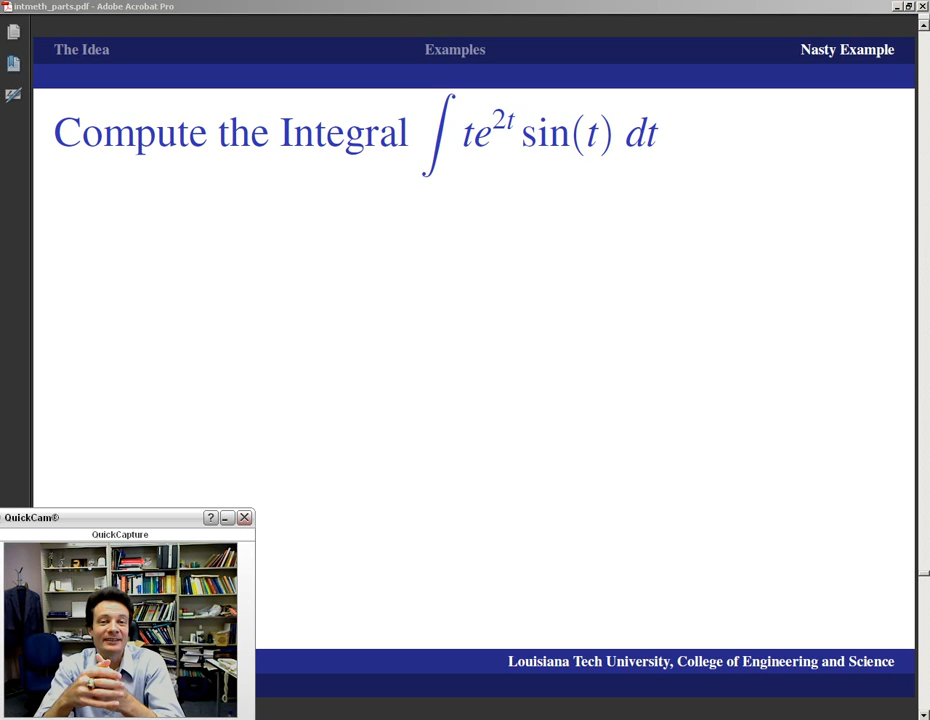 intmeth_parts.pdf - Adobe Acrobat Pro
The Idea Examples Nasty Example
Compute the Integral ∫ te^{2t} sin(t) dt
QuickCam®
QuickCapture
Louisiana Tech University, College of Engineering and Science